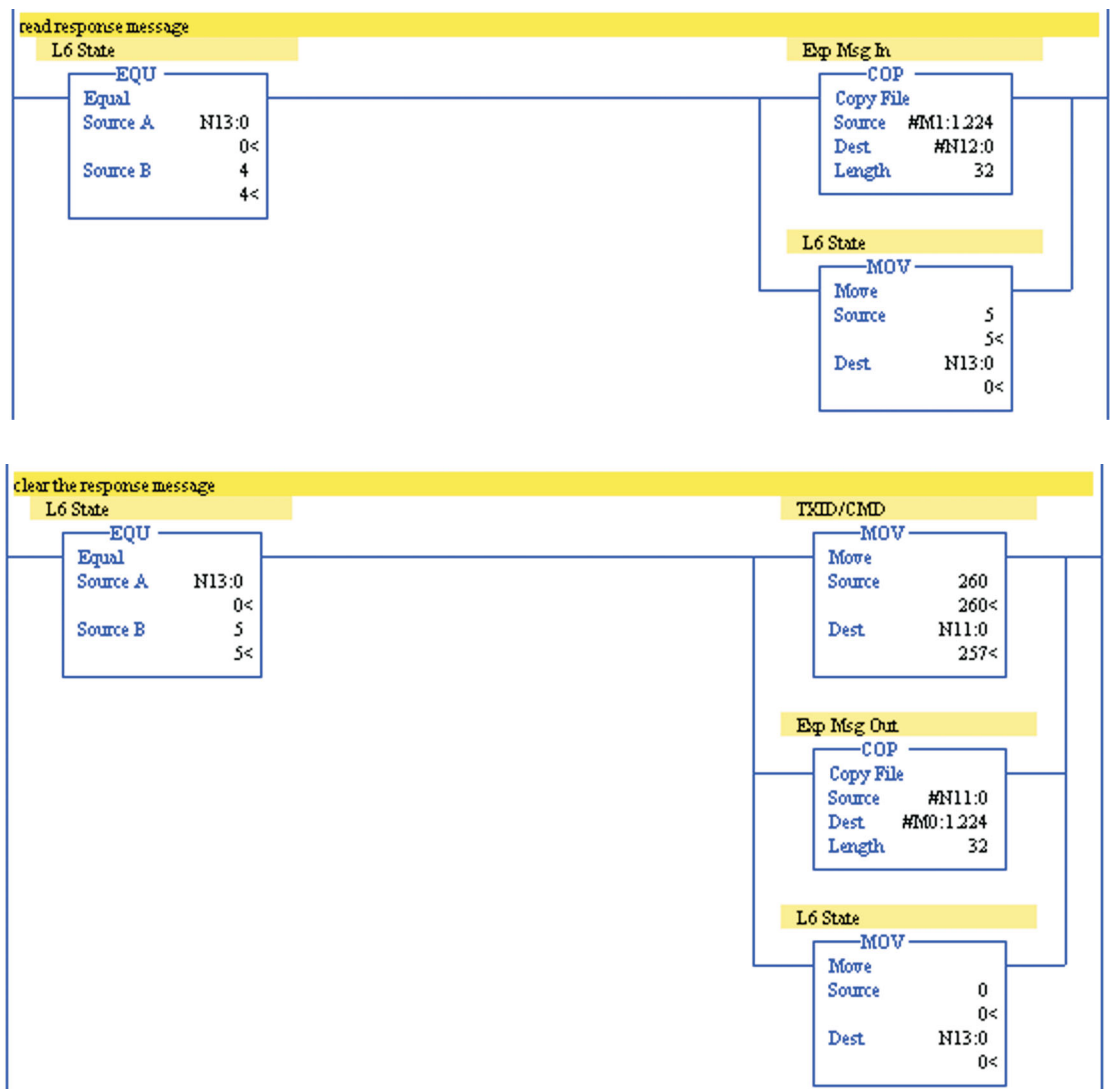 read response message
L6 State
EQU
Equal
Source A N13:0
0<
Source B 4
4<
Exp Msg In
COP
Copy File
Source #M1:1.224
Dest #N12:0
Length 32
L6 State
MOV
Move
Source 5
5<
Dest N13:0
0<
clear the response message
L6 State
EQU
Equal
Source A N13:0
0<
Source B 5
5<
TXID/CMD
MOV
Move
Source 260
260<
Dest N11:0
257<
Exp Msg Out
COP
Copy File
Source #N11:0
Dest #M0:1.224
Length 32
L6 State
MOV
Move
Source 0
0<
Dest N13:0
0<